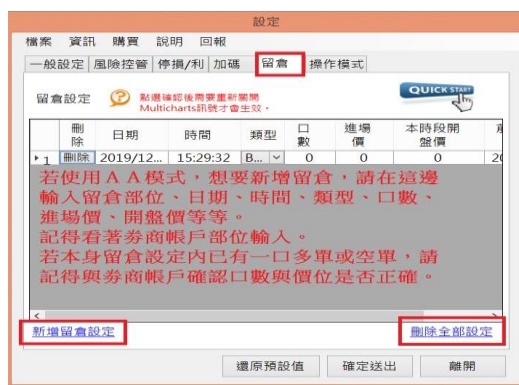 設定
檔案 資訊 購買 說明 回報
一般設定 風險控管 停損/利 加碼 留倉 操作模式
留倉設定 點選確認後需要重新關開 QUICK START
Multicharts訊號才會生效。
刪除 日期 時間 類型 口數 進場價 本時段開盤價
1 刪除 2019/12... 15:29:32 B... 0 0 0 20
若使用AA模式,想要新增留倉,請在這邊
輸入留倉部位、日期、時間、類型、口數、
進場價、開盤價等等。
記得看著券商帳戶部位輸入。
若本身留倉設定內已有一口多單或空單,請
記得與券商帳戶確認口數與價位是否正確。
新增留倉設定 刪除全部設定
還原預設值 確定送出 離開